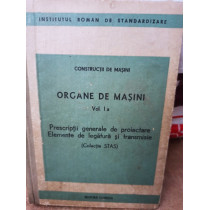 INSTITUTUL ROMAN DE STANDARDIZARE
CONSTRUCȚII DE MAȘINI
ORGANE DE MAȘINI
Vol. I a
Prescripții generale de proiectare
Elemente de legătură și transmisie
(Colecție STAS)